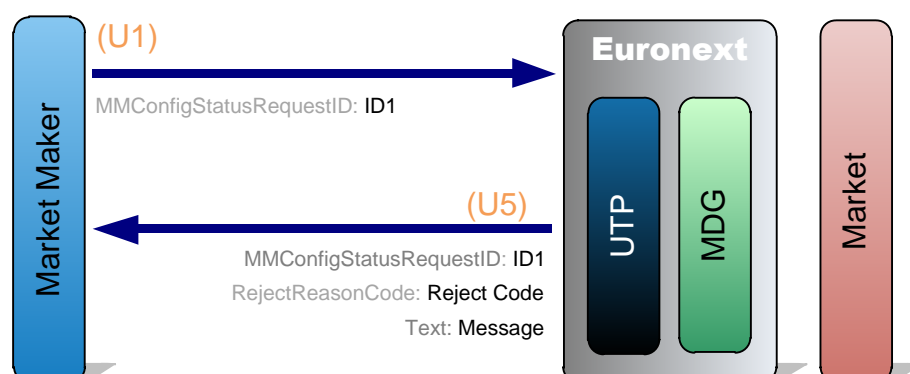 (U1)
Euronext
MMConfigStatusRequestID: ID1
Market Maker
UTP
MDG
Market
(U5)
MMConfigStatusRequestID: ID1
RejectReasonCode: Reject Code
Text: Message